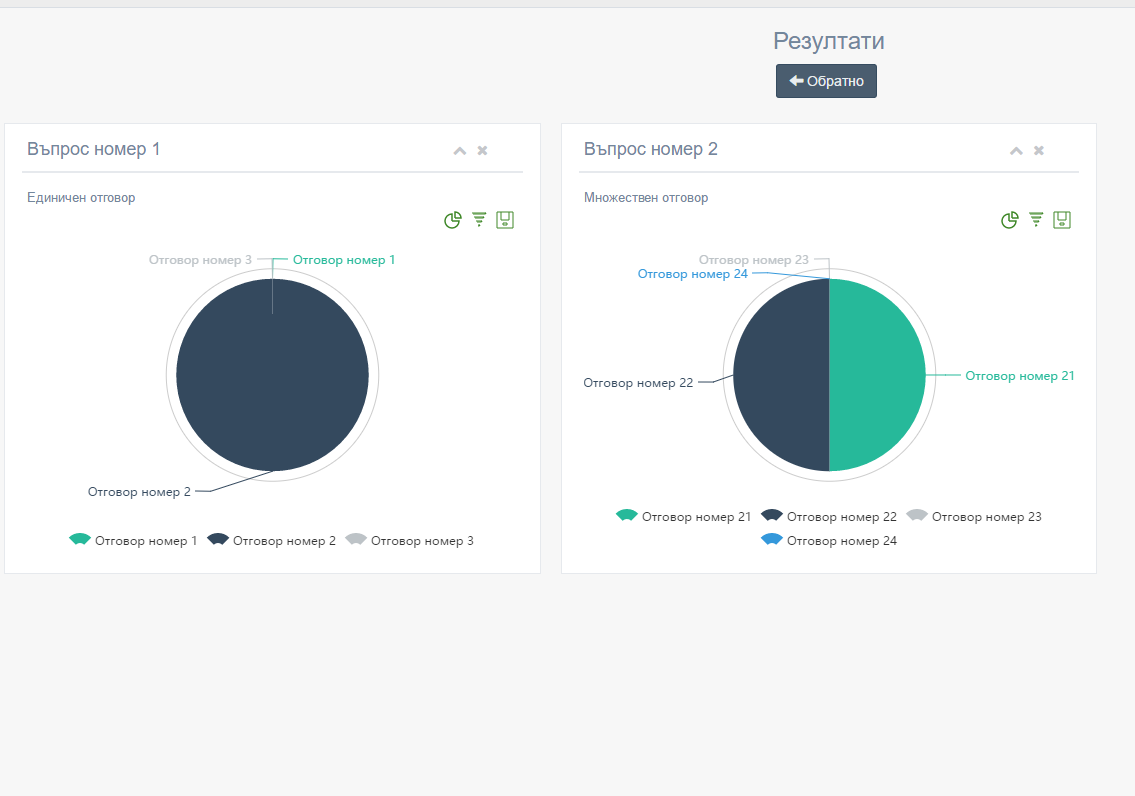 Резултати
Обратно
Въпрос номер 1
Единичен отговор
Отговор номер 3
Отговор номер 1
Отговор номер 2
Отговор номер 1
Отговор номер 2
Отговор номер 3
Въпрос номер 2
Множествен отговор
Отговор номер 23
Отговор номер 24
Отговор номер 21
Отговор номер 22
Отговор номер 21
Отговор номер 22
Отговор номер 23
Отговор номер 24